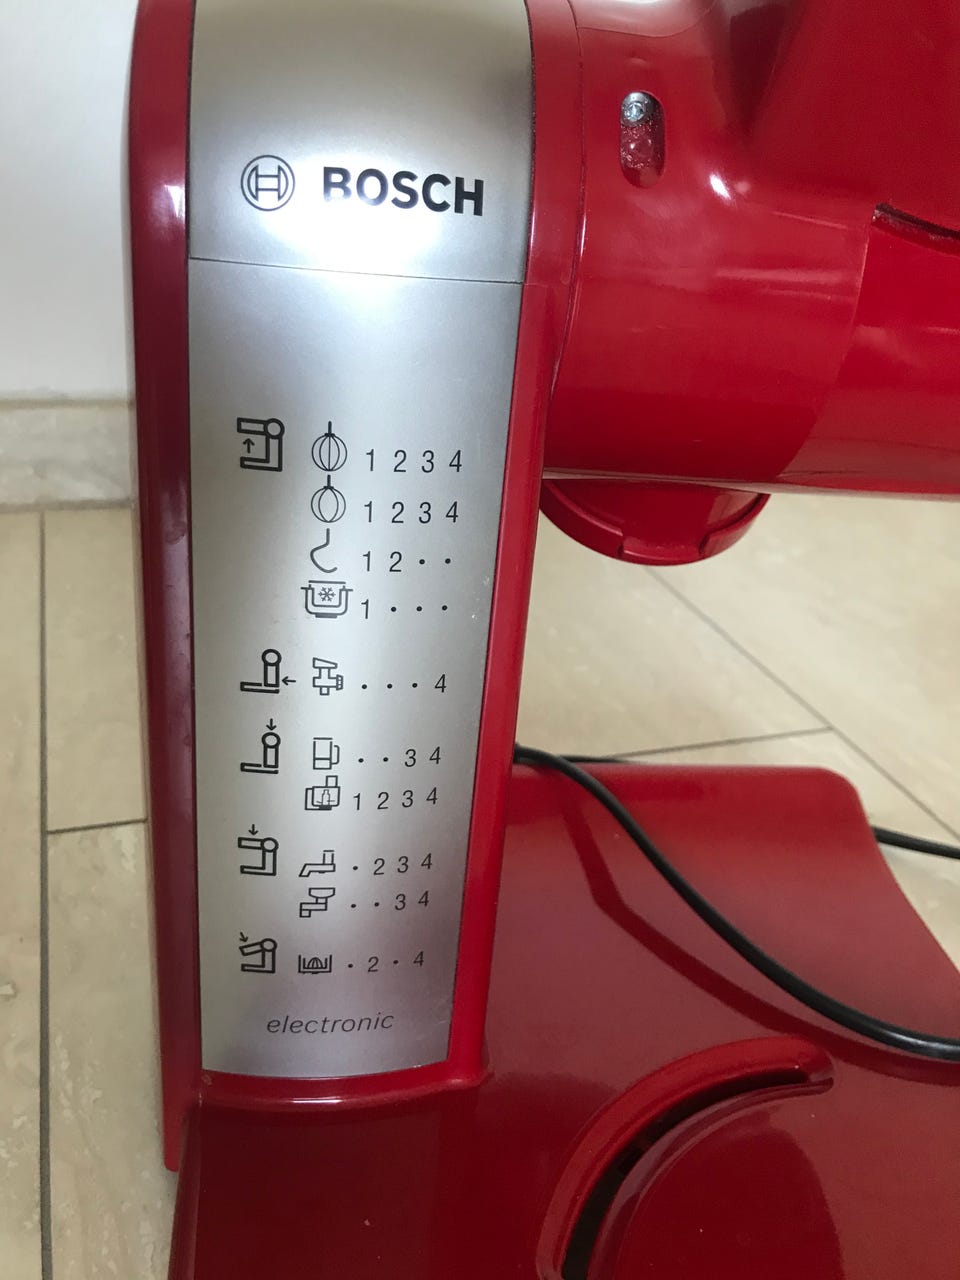 BOSCH
1 2 3 4
1 2 3 4
1 2 · ·
1 · · ·
· · · 4
· · 3 4
1 2 3 4
· 2 3 4
· · 3 4
· 2 · 4
electronic